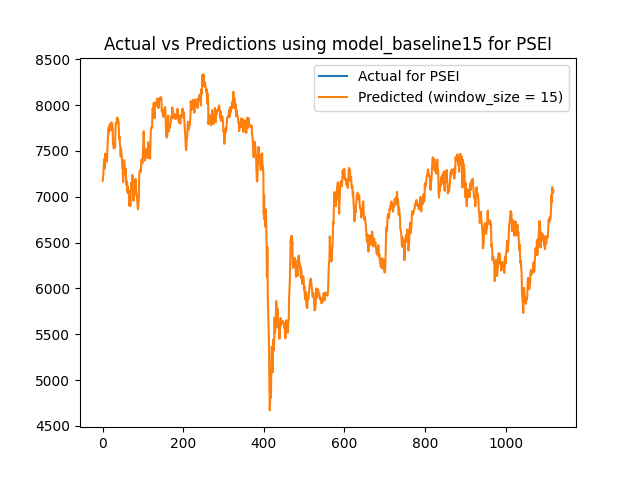 Actual vs Predictions using model_baseline15 for PSEI
Actual for PSEI
Predicted (window_size = 15)
8500
8000
7500
7000
6500
6000
5500
5000
4500
0 200 400 600 800 1000